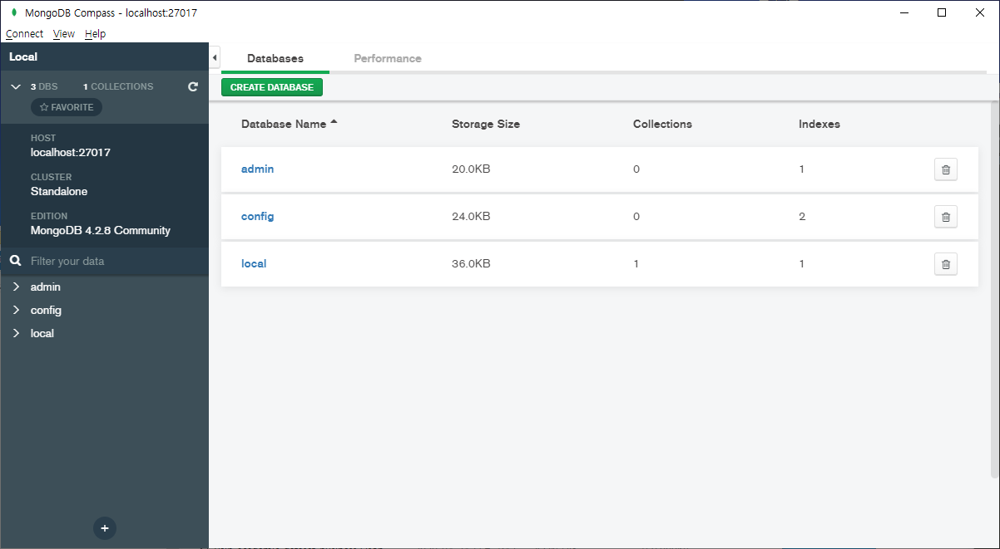 MongoDB Compass - localhost:27017
Connect View Help
Local
3 DBS 1 COLLECTIONS
FAVORITE
HOST
localhost:27017
CLUSTER
Standalone
EDITION
MongoDB 4.2.8 Community
Filter your data
admin
config
local
Databases Performance
CREATE DATABASE
Database Name Storage Size Collections Indexes
admin 20.0KB 0 1
config 24.0KB 0 2
local 36.0KB 1 1